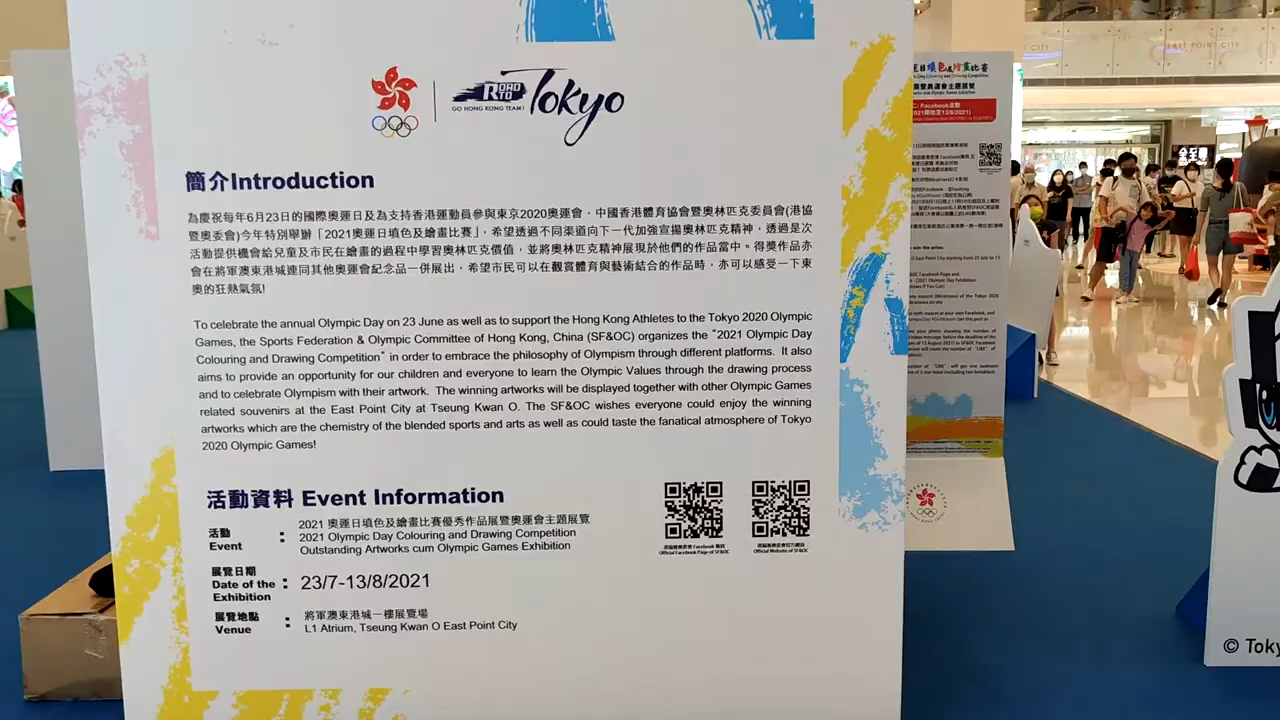 ROAD TO Tokyo
GO HONG KONG TEAM!
簡介Introduction
為慶祝每年6月23日的國際奧運日及為支持香港運動員參與東京2020奧運會，中國香港體育協會暨奧林匹克委員會(港協
暨奧委會)今年特別舉辦「2021奧運日填色及繪畫比賽」，希望透過不同渠道向下一代加強宣揚奧林匹克精神，透過是次
活動提供機會給兒童及市民在繪畫的過程中學習奧林匹克價值，並將奧林匹克精神展現於他們的作品當中。得獎作品亦
會在將軍澳東港城連同其他奧運會紀念品一併展出，希望市民可以在觀賞體育與藝術結合的作品時，亦可以感受一下東
奧的狂熱氣氛!
To celebrate the annual Olympic Day on 23 June as well as to support the Hong Kong Athletes to the Tokyo 2020 Olympic
Games, the Sports Federation & Olympic Committee of Hong Kong, China (SF&OC) organizes the "2021 Olympic Day
Colouring and Drawing Competition" in order to embrace the philosophy of Olympism through different platforms. It also
aims to provide an opportunity for our children and everyone to learn the Olympic Values through the drawing process
and to celebrate Olympism with their artwork. The winning artworks will be displayed together with other Olympic Games
related souvenirs at the East Point City at Tseung Kwan O. The SF&OC wishes everyone could enjoy the winning
artworks which are the chemistry of the blended sports and arts as well as could taste the fanatical atmosphere of Tokyo
2020 Olympic Games!
活動資料 Event Information
活動
Event : 2021 奧運日填色及繪畫比賽優秀作品展暨奧運會主題展覽
2021 Olympic Day Colouring and Drawing Competition
Outstanding Artworks cum Olympic Games Exhibition
展覽日期
Date of the
Exhibition : 23/7-13/8/2021
展覽地點
Venue : 將軍澳東港城一樓展覽場
L1 Atrium, Tseung Kwan O East Point City
港協暨奧委會 Facebook 專頁
Official Facebook Page of SF&OC
港協暨奧委會官方網站
Official Website of SF&OC
EAST POINT CITY
© Toky